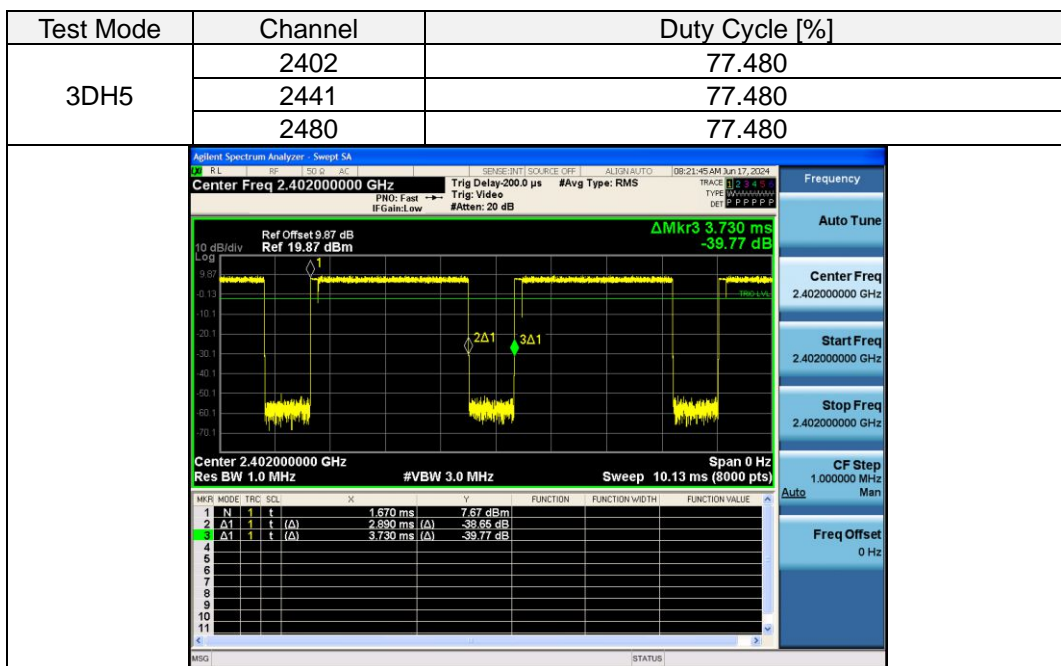 Test Mode Channel Duty Cycle [%]
3DH5 2402 77.480
2441 77.480
2480 77.480
Agilent Spectrum Analyzer - Swept SA
RL RF 50 Ω AC SENSE:INT SOURCE OFF ALIGNAUTO 08:21:45 AM Jun 17, 2024
Center Freq 2.402000000 GHz Trig Delay-200.0 µs #Avg Type: RMS TRACE 1 2 3 4 5 6
PNO: Fast Trig: Video TYPE
IFGain:Low #Atten: 20 dB DET P P P P P P
Frequency
Auto Tune
Center Freq
2.402000000 GHz
Start Freq
2.402000000 GHz
Stop Freq
2.402000000 GHz
CF Step
1.000000 MHz
Auto Man
Freq Offset
0 Hz
ΔMkr3 3.730 ms
-39.77 dB
Ref Offset 9.87 dB
10 dB/div Ref 19.87 dBm
Log
1
9.87
-0.13
TRIG LVL
-10.1
-20.1
2Δ1 3Δ1
-30.1
-40.1
-50.1
-60.1
-70.1
Center 2.402000000 GHz Span 0 Hz
Res BW 1.0 MHz #VBW 3.0 MHz Sweep 10.13 ms (8000 pts)
MKR MODE TRC SCL X Y FUNCTION FUNCTION WIDTH FUNCTION VALUE
1 N 1 t 1.670 ms 7.67 dBm
2 Δ1 1 t (Δ) 2.890 ms (Δ) -38.65 dB
3 Δ1 1 t (Δ) 3.730 ms (Δ) -39.77 dB
4
5
6
7
8
9
10
11
MSG STATUS